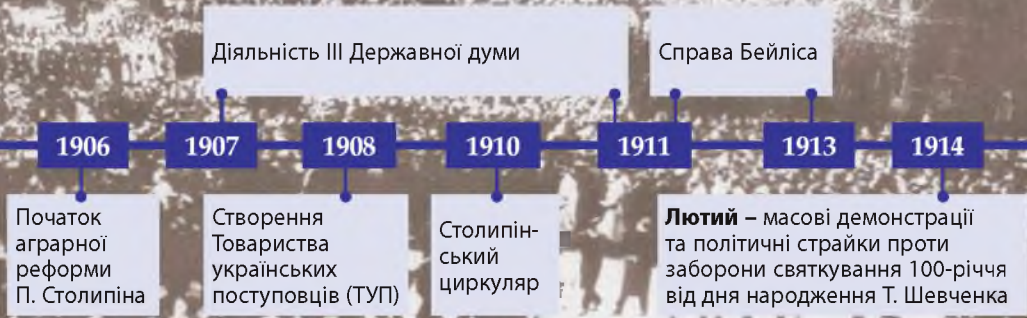 Діяльність III Державної думи
Справа Бейліса
1906
1907
1908
1910
1911
1913
1914
Початок
аграрної
реформи
П. Столипіна
Створення
Товариства
українських
поступовців (ТУП)
Столипін-
ський
циркуляр
Лютий – масові демонстрації
та політичні страйки проти
заборони святкування 100-річчя
від дня народження Т. Шевченка